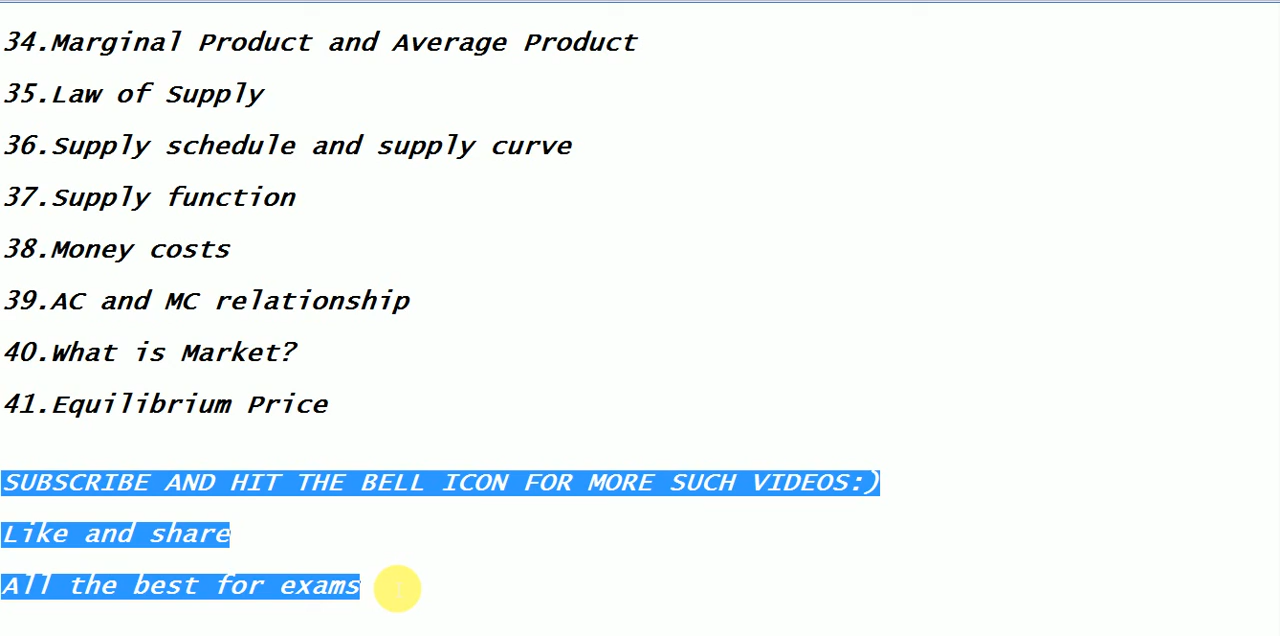 34.Marginal Product and Average Product
35.Law of Supply
36.Supply schedule and supply curve
37.Supply function
38.Money costs
39.AC and MC relationship
40.What is Market?
41.Equilibrium Price
SUBSCRIBE AND HIT THE BELL ICON FOR MORE SUCH VIDEOS:)
Like and share
All the best for exams